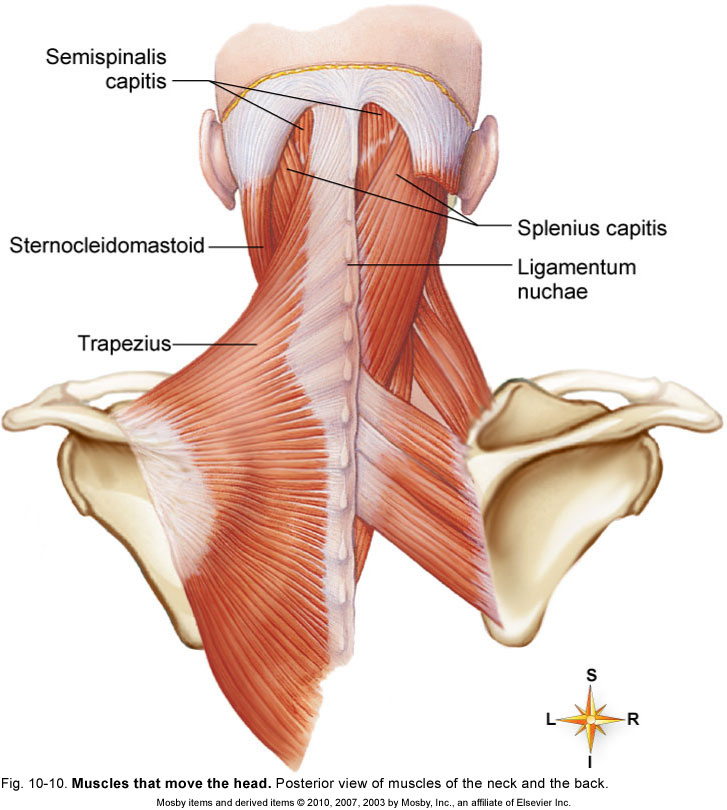 Semispinalis
capitis
Splenius capitis
Sternocleidomastoid
Ligamentum
nuchae
Trapezius
S
L R
I
Fig. 10-10. Muscles that move the head. Posterior view of muscles of the neck and the back.
Mosby items and derived items © 2010, 2007, 2003 by Mosby, Inc., an affiliate of Elsevier Inc.